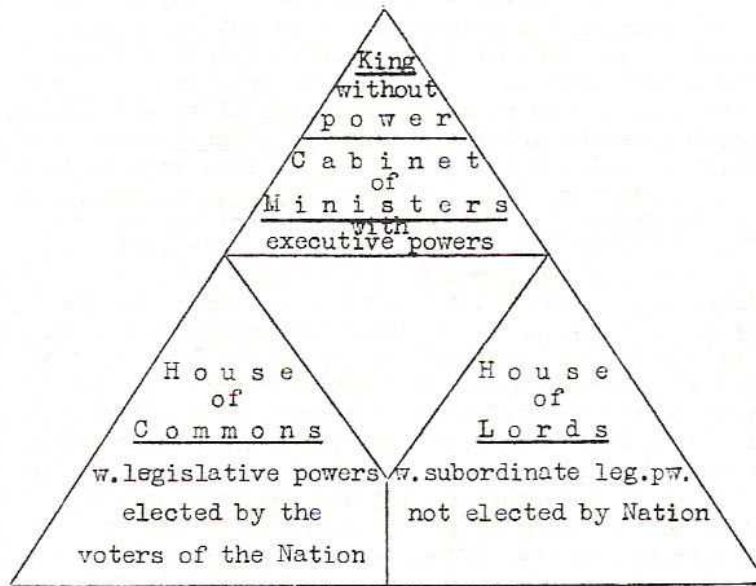 King
without
power
Cabinet
of
Ministers
with
executive powers
House
of
Commons
w.legislative powers
elected by the
voters of the Nation
House
of
Lords
w.subordinate leg.pw.
not elected by Nation